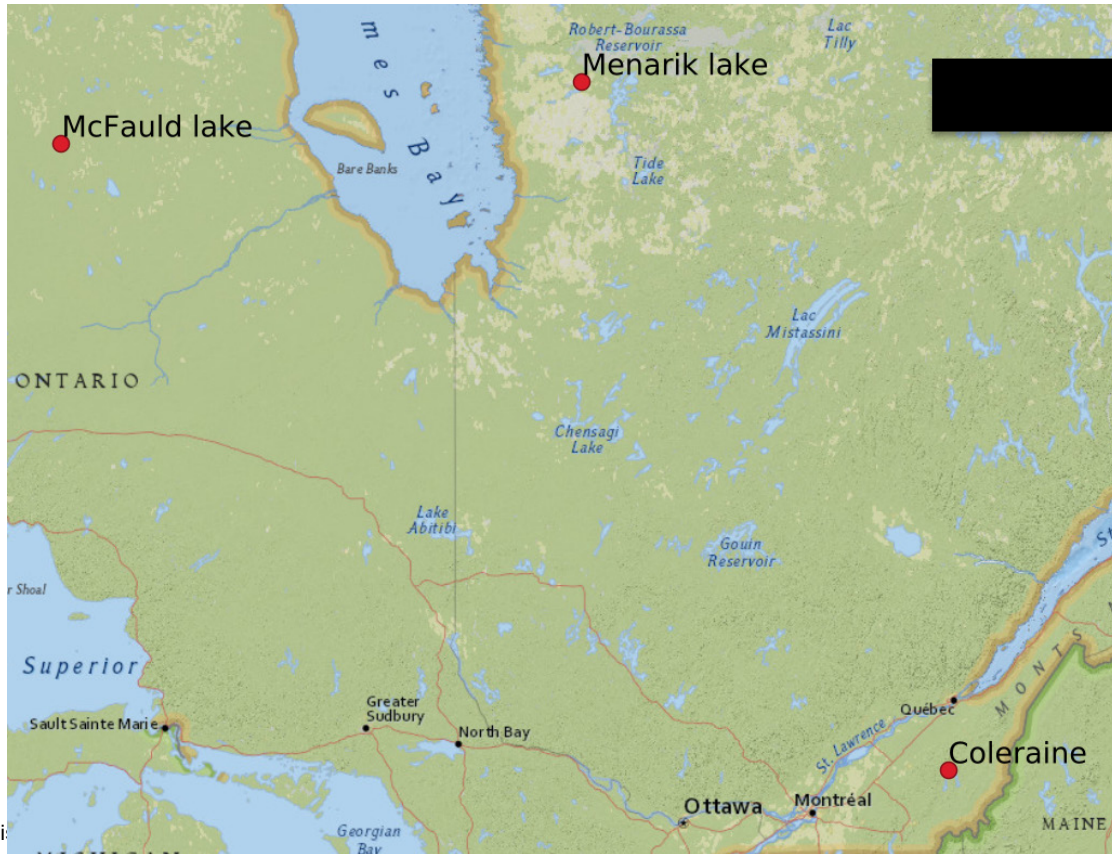 Robert-Bourassa
Reservoir
Lac
Tilly
Menarik lake
McFauld lake
mes Bay
Bare Banks
Tide
Lake
Lac
Mistassini
ONTARIO
Chensagi
Lake
Lake
Abitibi
Gouin
Reservoir
St
r Shoal
Superior
MONTS
Greater
Sudbury
Québec
Sault Sainte Marie
North Bay
St. Lawrence
Coleraine
Ottawa
Montréal
Georgian
Bay
MAINE
MICHIGAN